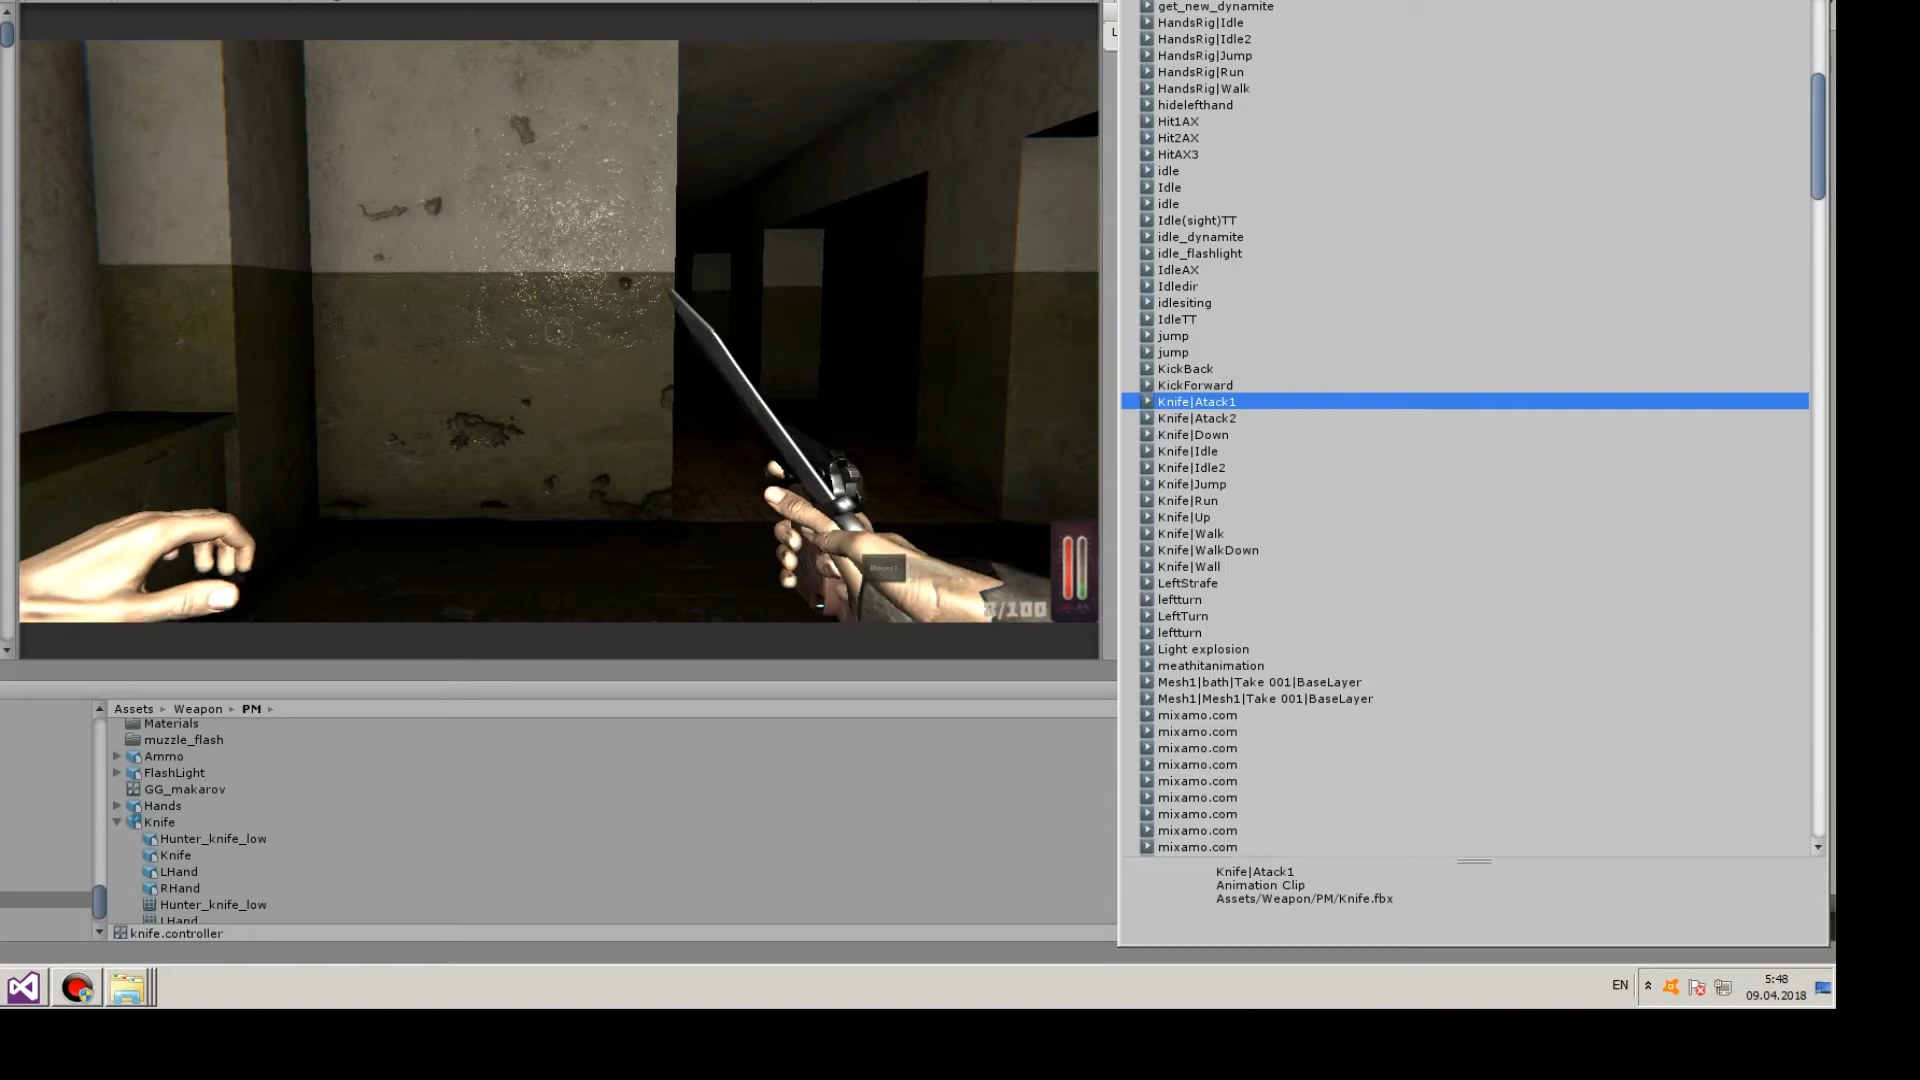 get_new_dynamite
HandsRig|Idle
HandsRig|Idle2
HandsRig|Jump
HandsRig|Run
HandsRig|Walk
hidelefthand
Hit1AX
Hit2AX
HitAX3
idle
Idle
idle
Idle(sight)TT
idle_dynamite
idle_flashlight
IdleAX
Idledir
idlesiting
IdleTT
jump
jump
KickBack
KickForward
Knife|Atack1
Knife|Atack2
Knife|Down
Knife|Idle
Knife|Idle2
Knife|Jump
Knife|Run
Knife|Up
Knife|Walk
Knife|WalkDown
Knife|Wall
LeftStrafe
leftturn
LeftTurn
leftturn
Light explosion
meathitanimation
Mesh1|bath|Take 001|BaseLayer
Mesh1|Mesh1|Take 001|BaseLayer
mixamo.com
mixamo.com
mixamo.com
mixamo.com
mixamo.com
mixamo.com
mixamo.com
mixamo.com
mixamo.com
Knife|Atack1
Animation Clip
Assets/Weapon/PM/Knife.fbx
Mouse1
/100
Assets Weapon PM
Materials
muzzle_flash
Ammo
FlashLight
GG_makarov
Hands
Knife
Hunter_knife_low
Knife
LHand
RHand
Hunter_knife_low
LHand
knife.controller
EN
5:48
09.04.2018